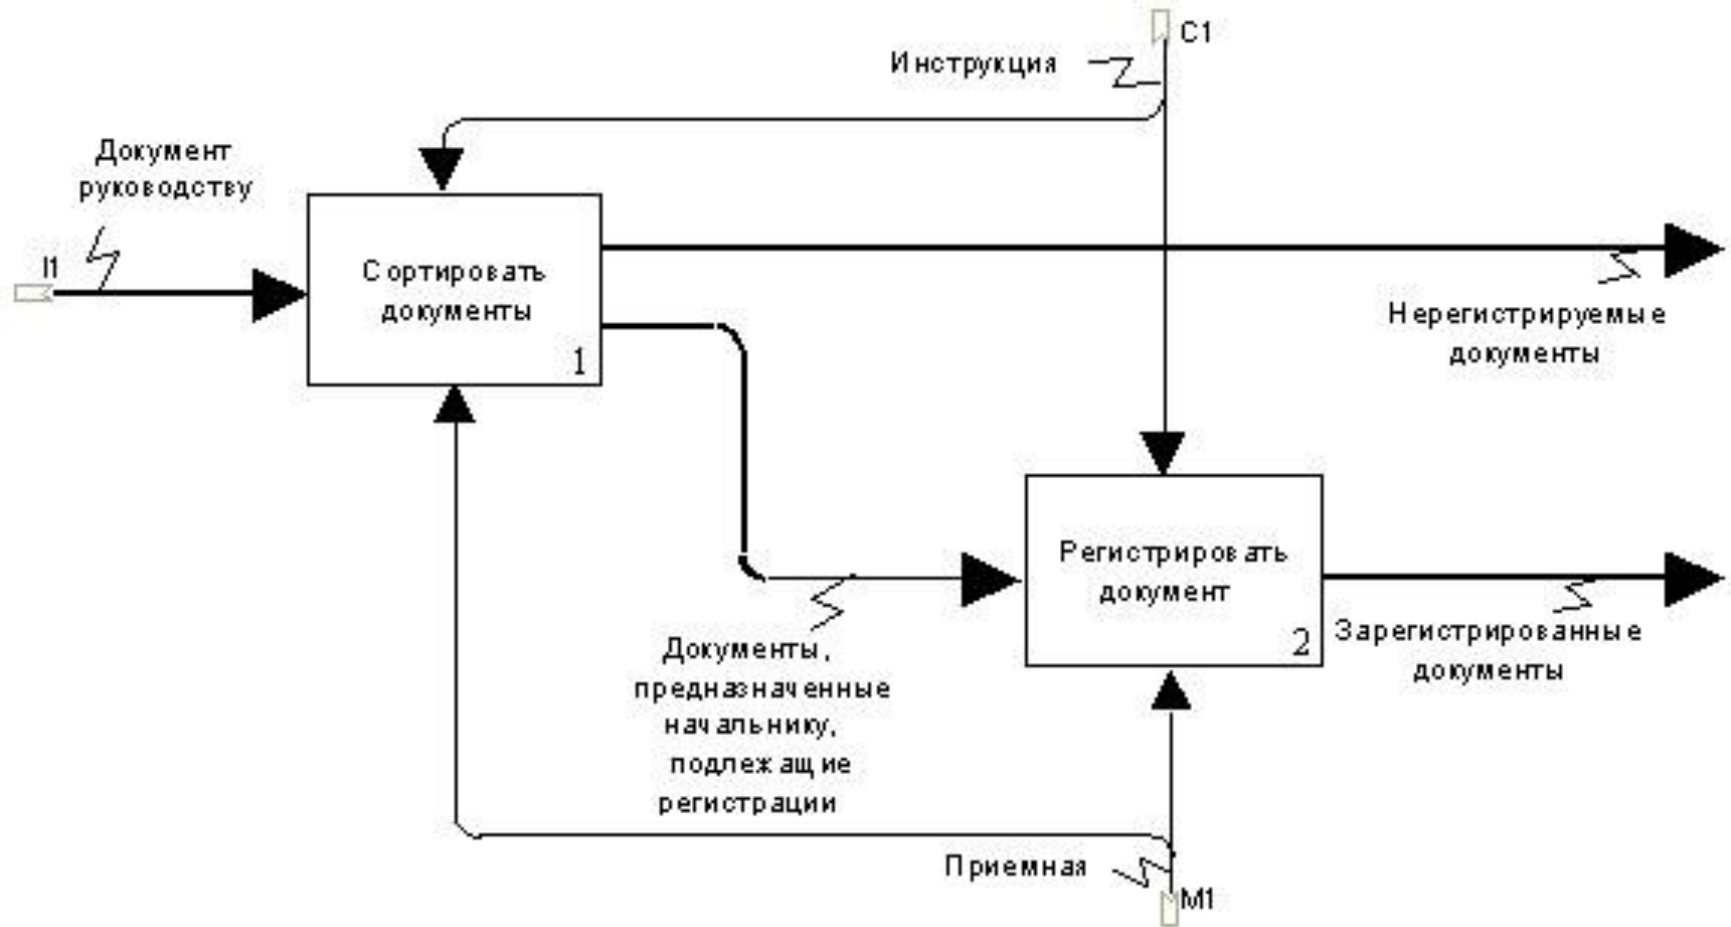 C1
Инструкция
Документ
руководству
I1
Сортировать
документы
1
Нерегистрируемые
документы
Регистрировать
документ
2
Зарегистрированные
документы
Документы,
предназначенные
начальнику,
подлежащие
регистрации
Приемная
M1